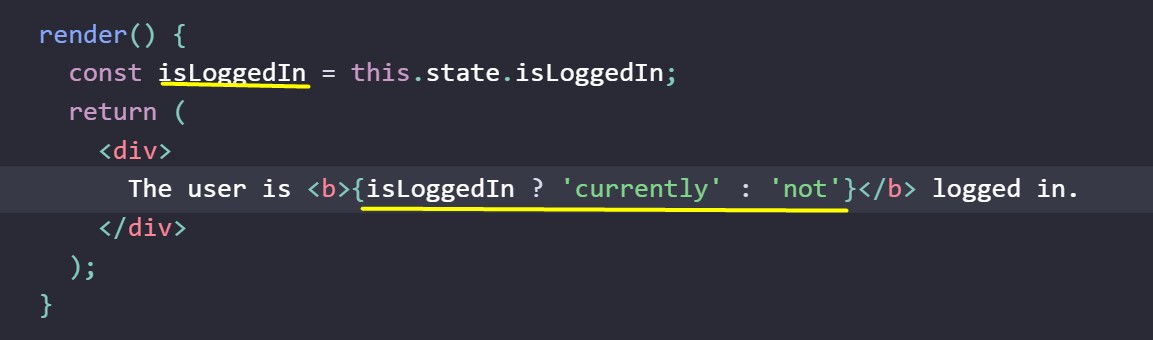 render() {
const isLoggedIn = this.state.isLoggedIn;
return (
<div>
The user is <b>{isLoggedIn ? 'currently' : 'not'}</b> logged in.
</div>
);
}